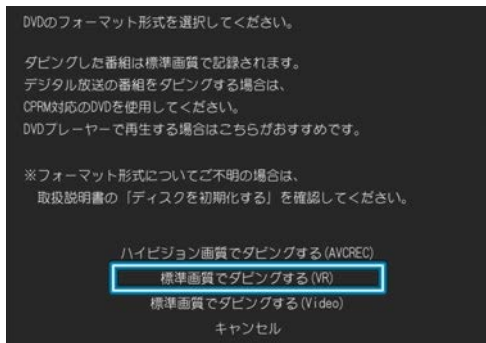 DVDのフォーマット形式を選択してください。
ダビングした番組は標準画質で記録されます。
デジタル放送の番組をダビングする場合は、
CPRM対応のDVDを使用してください。
DVDプレーヤーで再生する場合はこちらがおすすめです。
※フォーマット形式についてご不明の場合は、
取扱説明書の「ディスクを初期化する」を確認してください。
ハイビジョン画質でダビングする(AVCREC)
標準画質でダビングする(VR)
標準画質でダビングする(Video)
キャンセル